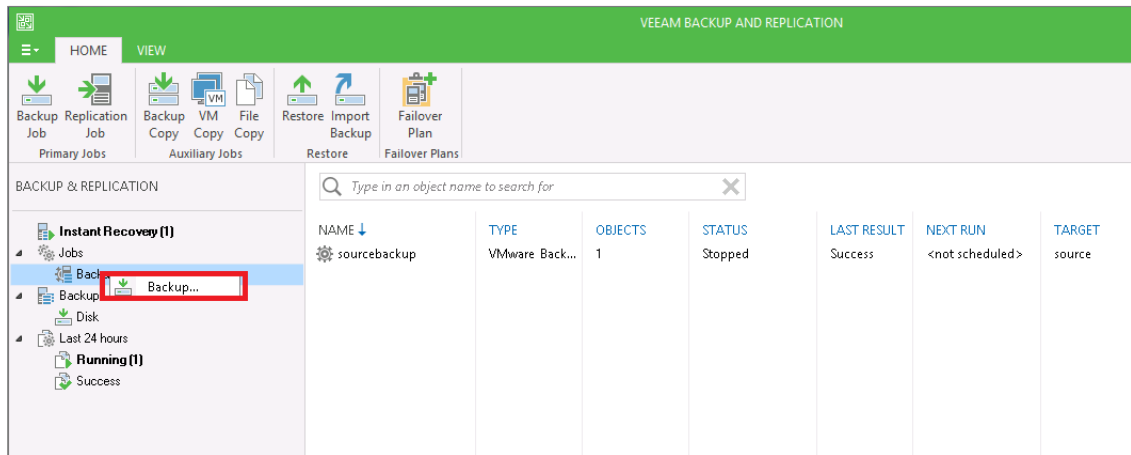 VEEAM BACKUP AND REPLICATION
HOME VIEW
Backup Job
Replication Job
Primary Jobs
Backup Copy
VM Copy
File Copy
Auxiliary Jobs
Restore
Import Backup
Restore
Failover Plan
Failover Plans
VM
BACKUP & REPLICATION
Type in an object name to search for
Instant Recovery (1)
Jobs
Backup...
Backup
Disk
Last 24 hours
Running (1)
Success
NAME TYPE OBJECTS STATUS LAST RESULT NEXT RUN TARGET
sourcebackup VMware Back... 1 Stopped Success <not scheduled> source